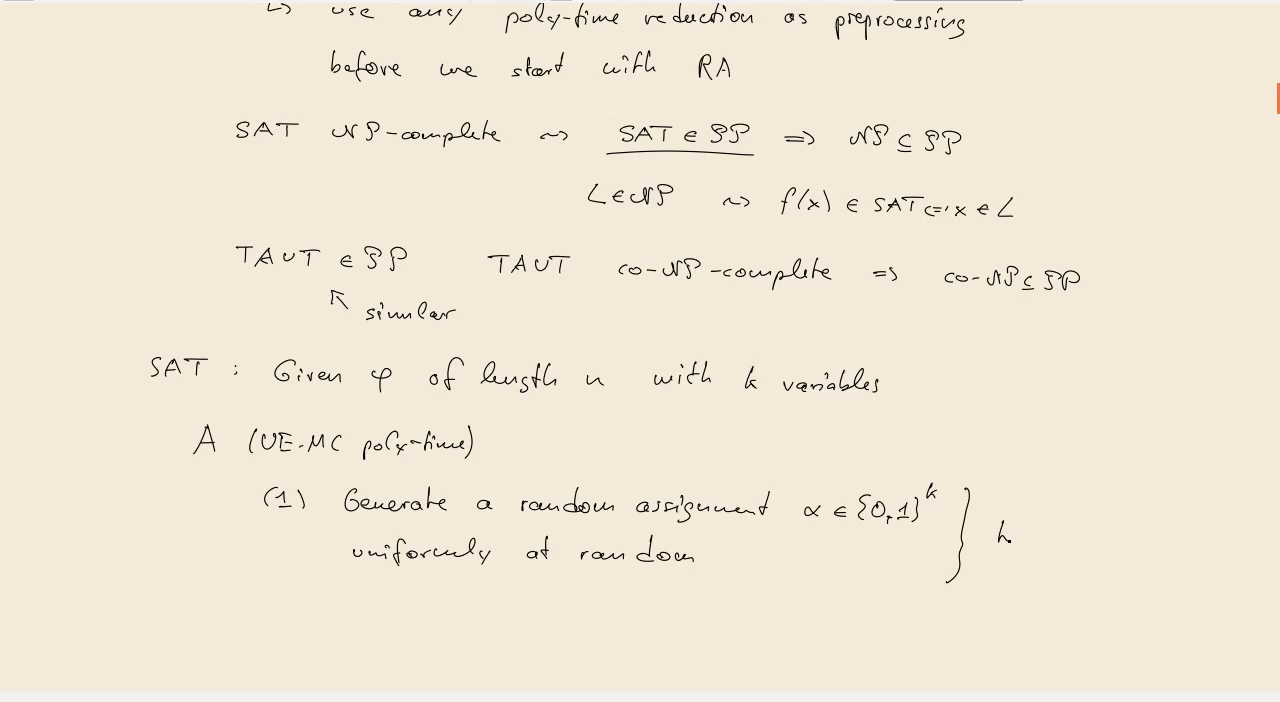 ↳ use any poly-time reduction as preprocessing
before we start with RA
SAT NP-complete ⇝ SAT ∈ PP ⇒ NP ⊆ PP
L ∈ NP ⇝ f(x) ∈ SAT ⇔ x ∈ L
TAUT ∈ PP TAUT co-NP-complete ⇒ co-NP ⊆ PP
↖ similar
SAT : Given φ of length n with k variables
A (UE-MC poly-time)
(1) Generate a random assignment α ∈ {0,1}^k
uniformly at random